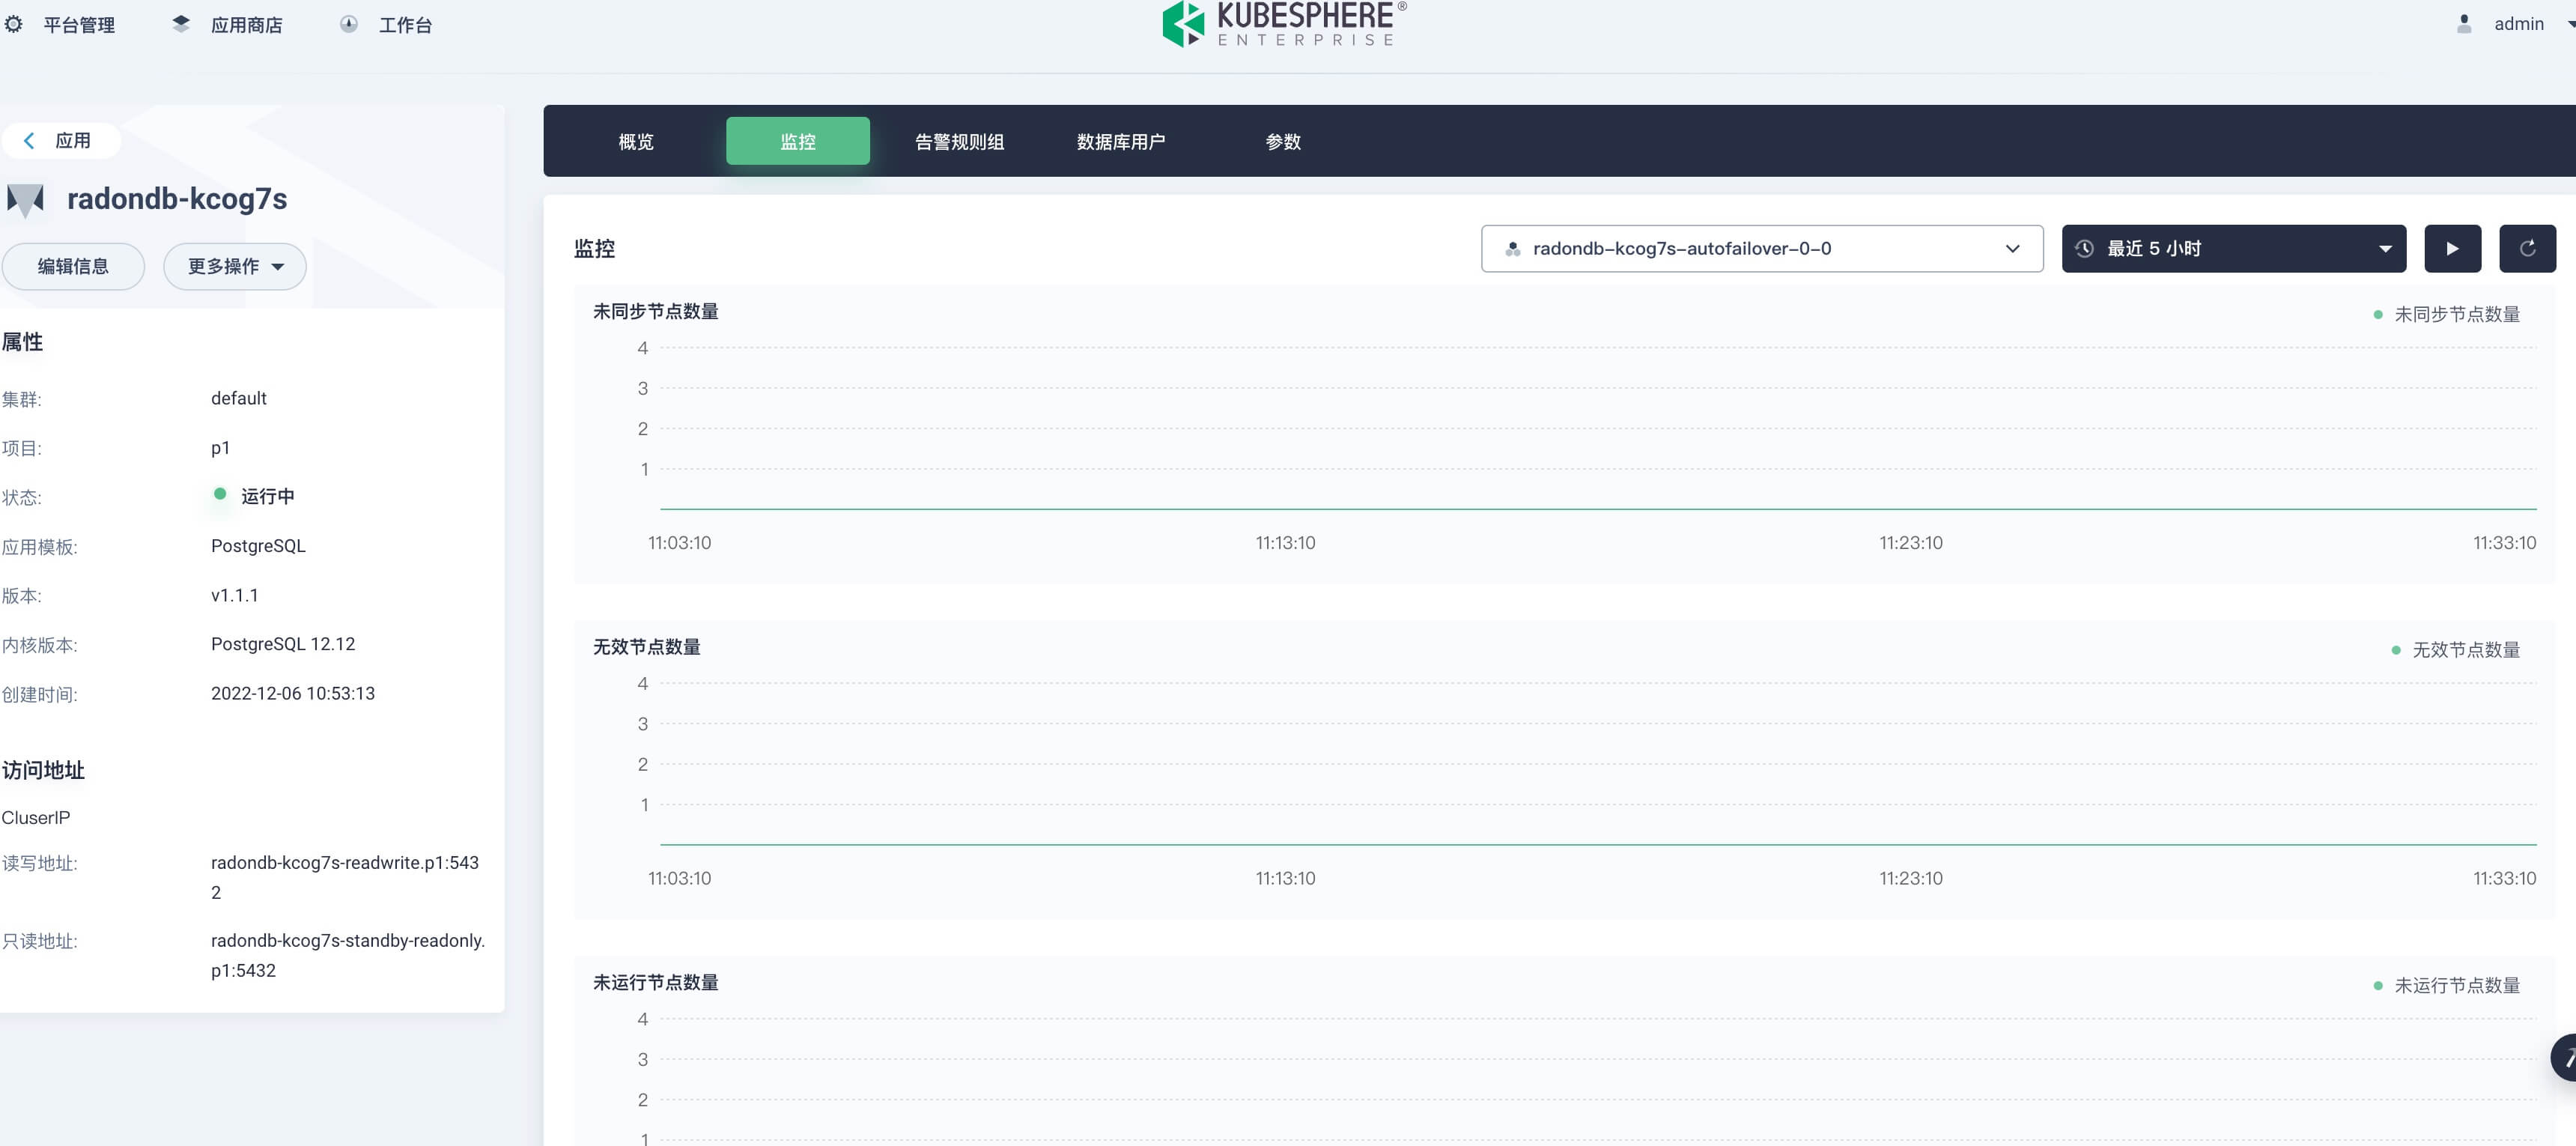 平台管理
应用商店
工作台
KUBESPHERE®
ENTERPRISE
admin
应用
radondb-kcog7s
编辑信息
更多操作
属性
集群:
default
项目:
p1
状态:
运行中
应用模板:
PostgreSQL
版本:
v1.1.1
内核版本:
PostgreSQL 12.12
创建时间:
2022-12-06 10:53:13
访问地址
CluserIP
读写地址:
radondb-kcog7s-readwrite.p1:543
2
只读地址:
radondb-kcog7s-standby-readonly.
p1:5432
概览
监控
告警规则组
数据库用户
参数
监控
radondb-kcog7s-autofailover-0-0
最近 5 小时
未同步节点数量
未同步节点数量
4
3
2
1
11:03:10
11:13:10
11:23:10
11:33:10
无效节点数量
无效节点数量
4
3
2
1
11:03:10
11:13:10
11:23:10
11:33:10
未运行节点数量
未运行节点数量
4
3
2
1